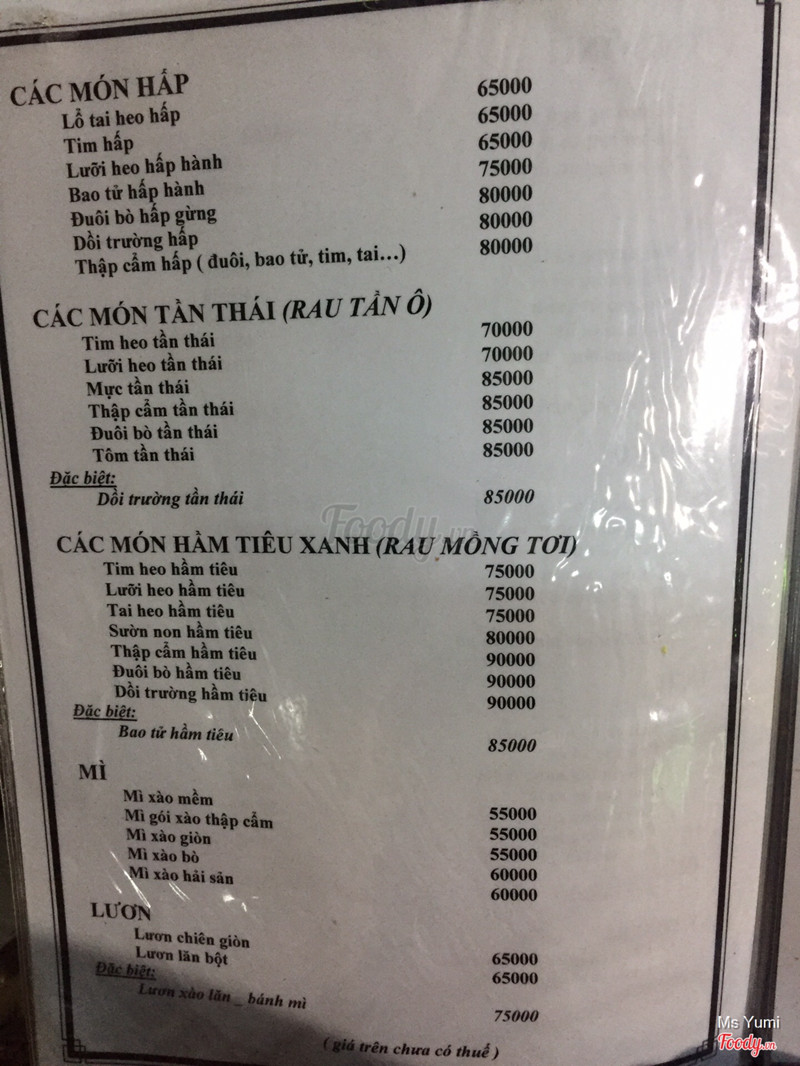 CÁC MÓN HẤP
Lổ tai heo hấp 65000
Tim hấp 65000
Lưỡi heo hấp hành 65000
Bao tử hấp hành 75000
Đuôi bò hấp gừng 80000
Dồi trường hấp 80000
Thập cẩm hấp ( đuôi, bao tử, tim, tai…) 80000
CÁC MÓN TẦN THÁI (RAU TẦN Ô)
Tim heo tần thái 70000
Lưỡi heo tần thái 70000
Mực tần thái 85000
Thập cẩm tần thái 85000
Đuôi bò tần thái 85000
Tôm tần thái 85000
Đặc biệt:
Dồi trường tần thái 85000
Foody.vn
CÁC MÓN HẦM TIÊU XANH (RAU MỒNG TƠI)
Tim heo hầm tiêu 75000
Lưỡi heo hầm tiêu 75000
Tai heo hầm tiêu 75000
Sườn non hầm tiêu 80000
Thập cẩm hầm tiêu 90000
Đuôi bò hầm tiêu 90000
Dồi trường hầm tiêu 90000
Đặc biệt:
Bao tử hầm tiêu 85000
MÌ
Mì xào mềm 55000
Mì gói xào thập cẩm 55000
Mì xào giòn 55000
Mì xào bò 60000
Mì xào hải sản 60000
LƯƠN
Lươn chiên giòn 65000
Lươn lăn bột 65000
Đặc biệt:
Lươn xào lăn _ bánh mì 75000
( giá trên chưa có thuế )
Ms Yumi
Foody.vn